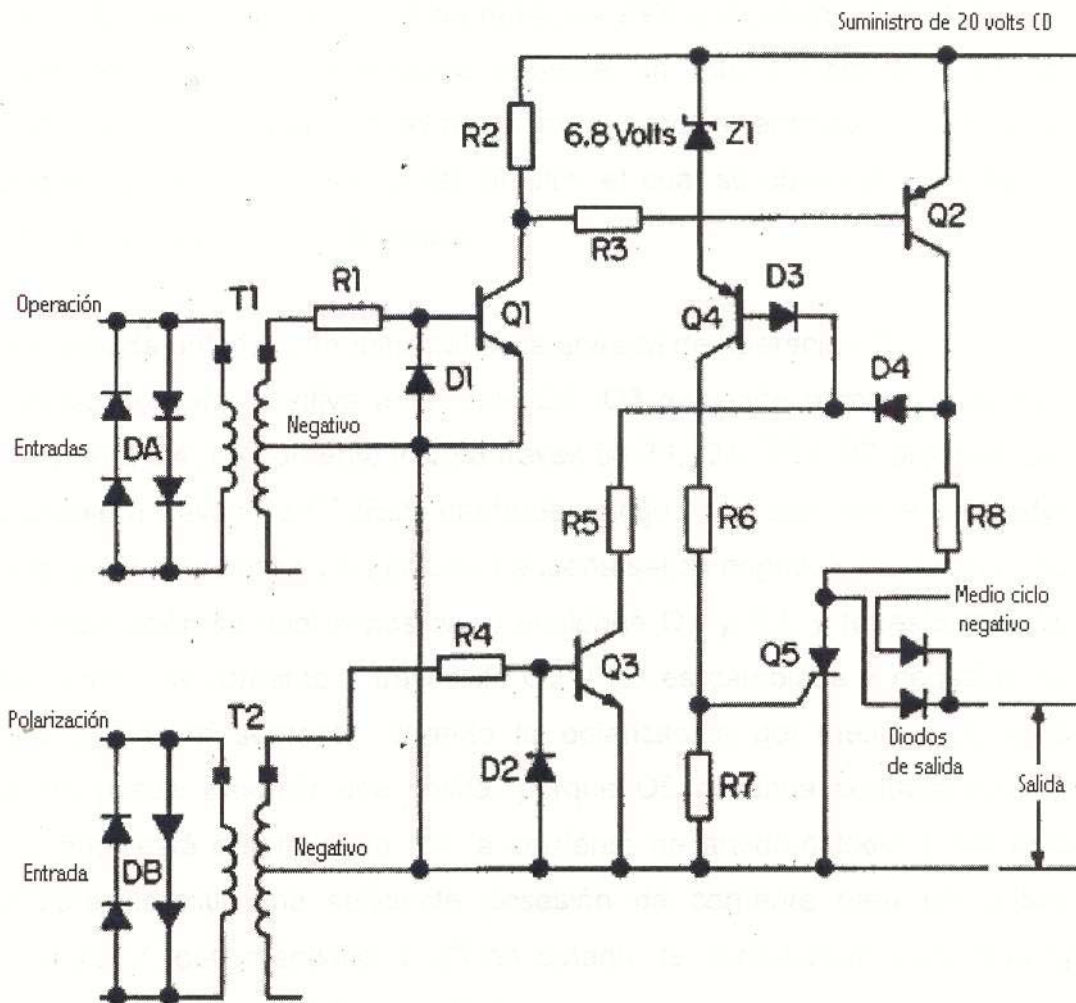 Suministro de 20 volts CD
R2
6.8 Volts
Z1
R3
Q2
Operación
T1
R1
Q1
Q4
D3
D1
D4
Entradas
DA
Negativo
R5
R6
R8
Medio ciclo
negativo
R4
Q3
Q5
Polarización
T2
D2
R7
Diodos
de salida
Salida
Entrada
DB
Negativo